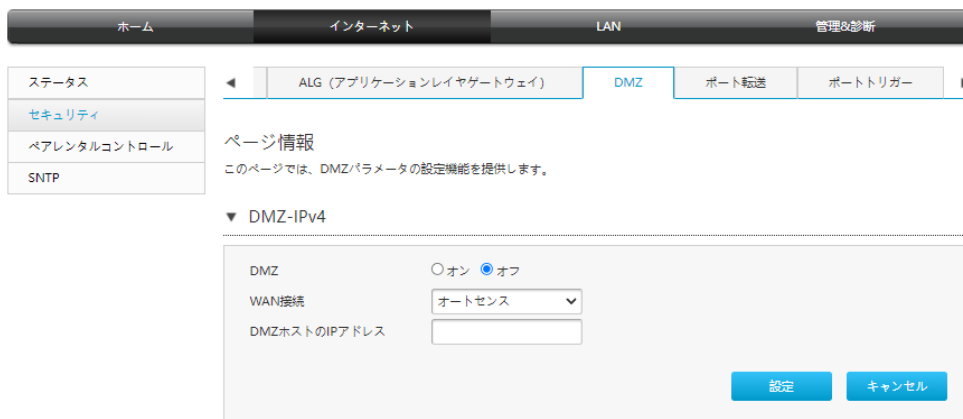 ホーム インターネット LAN 管理&診断
ステータス
セキュリティ
ペアレンタルコントロール
SNTP
ALG（アプリケーションレイヤゲートウェイ） DMZ ポート転送 ポートトリガー
ページ情報
このページでは、DMZパラメータの設定機能を提供します。
DMZ-IPv4
DMZ オン オフ
WAN接続 オートセンス
DMZホストのIPアドレス
設定 キャンセル